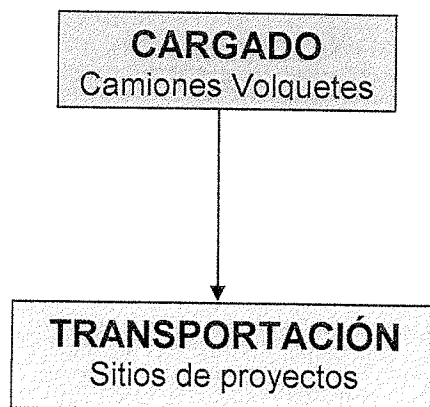 CARGADO
Camiones Volquetes
TRANSPORTACIÓN
Sitios de proyectos